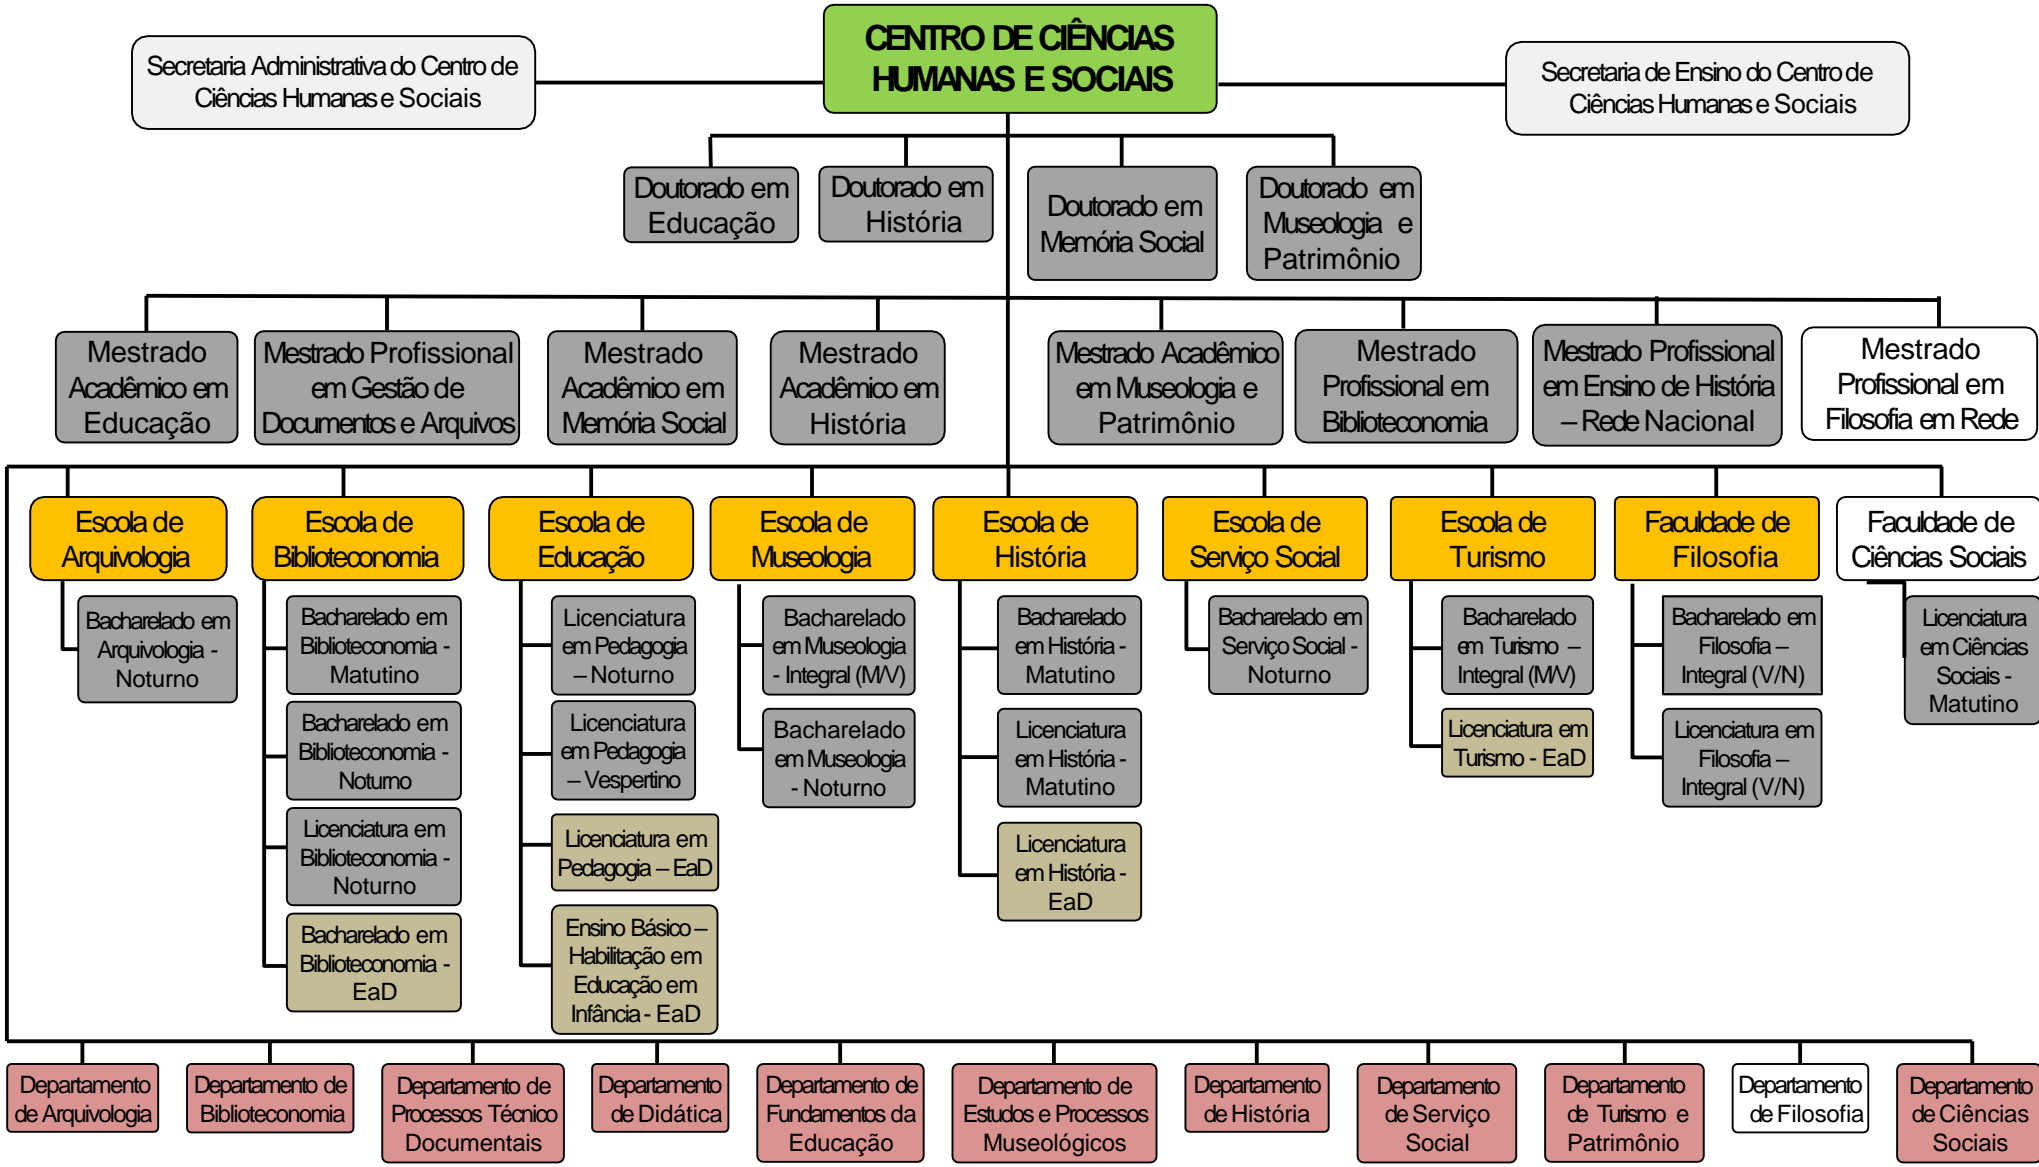 CENTRO DE CIÊNCIAS
HUMANAS E SOCIAIS
Secretaria Administrativa do Centro de
Ciências Humanas e Sociais
Secretaria de Ensino do Centro de
Ciências Humanas e Sociais
Doutorado em
Educação
Doutorado em
História
Doutorado em
Memória Social
Doutorado em
Museologia e
Patrimônio
Mestrado
Acadêmico em
Educação
Mestrado Profissional
em Gestão de
Documentos e Arquivos
Mestrado
Acadêmico em
Memória Social
Mestrado
Acadêmico em
História
Mestrado Acadêmico
em Museologia e
Patrimônio
Mestrado
Profissional em
Biblioteconomia
Mestrado Profissional
em Ensino de História
– Rede Nacional
Mestrado
Profissional em
Filosofia em Rede
Escola de
Arquivologia
Escola de
Biblioteconomia
Escola de
Educação
Escola de
Museologia
Escola de
História
Escola de
Serviço Social
Escola de
Turismo
Faculdade de
Filosofia
Faculdade de
Ciências Sociais
Bacharelado em
Arquivologia -
Noturno
Bacharelado em
Biblioteconomia -
Matutino
Bacharelado em
Biblioteconomia -
Noturno
Licenciatura em
Biblioteconomia -
Noturno
Bacharelado em
Biblioteconomia -
EaD
Licenciatura
em Pedagogia
– Noturno
Licenciatura
em Pedagogia
– Vespertino
Licenciatura em
Pedagogia – EaD
Ensino Básico –
Habilitação em
Educação em
Infância - EaD
Bacharelado
em Museologia
- Integral (M/V)
Bacharelado
em Museologia
- Noturno
Bacharelado
em História -
Matutino
Licenciatura
em História -
Matutino
Licenciatura
em História -
EaD
Bacharelado em
Serviço Social -
Noturno
Bacharelado
em Turismo –
Integral (M/V)
Licenciatura em
Turismo - EaD
Bacharelado em
Filosofia –
Integral (V/N)
Licenciatura em
Filosofia –
Integral (V/N)
Licenciatura
em Ciências
Sociais -
Matutino
Departamento
de Arquivologia
Departamento de
Biblioteconomia
Departamento de
Processos Técnico
Documentais
Departamento
de Didática
Departamento de
Fundamentos da
Educação
Departamento de
Estudos e Processos
Museológicos
Departamento
de História
Departamento
de Serviço
Social
Departamento
de Turismo e
Patrimônio
Departamento
de Filosofia
Departamento
de Ciências
Sociais